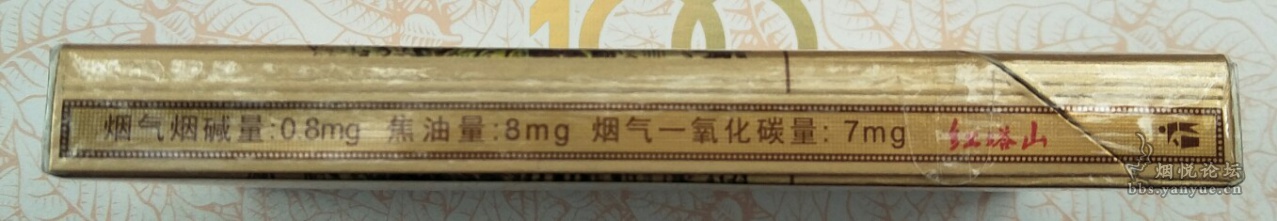 100
烟气烟碱量:0.8mg 焦油量:8mg 烟气一氧化碳量: 7mg 红塔山
烟悦论坛
bbs.yanyue.cn